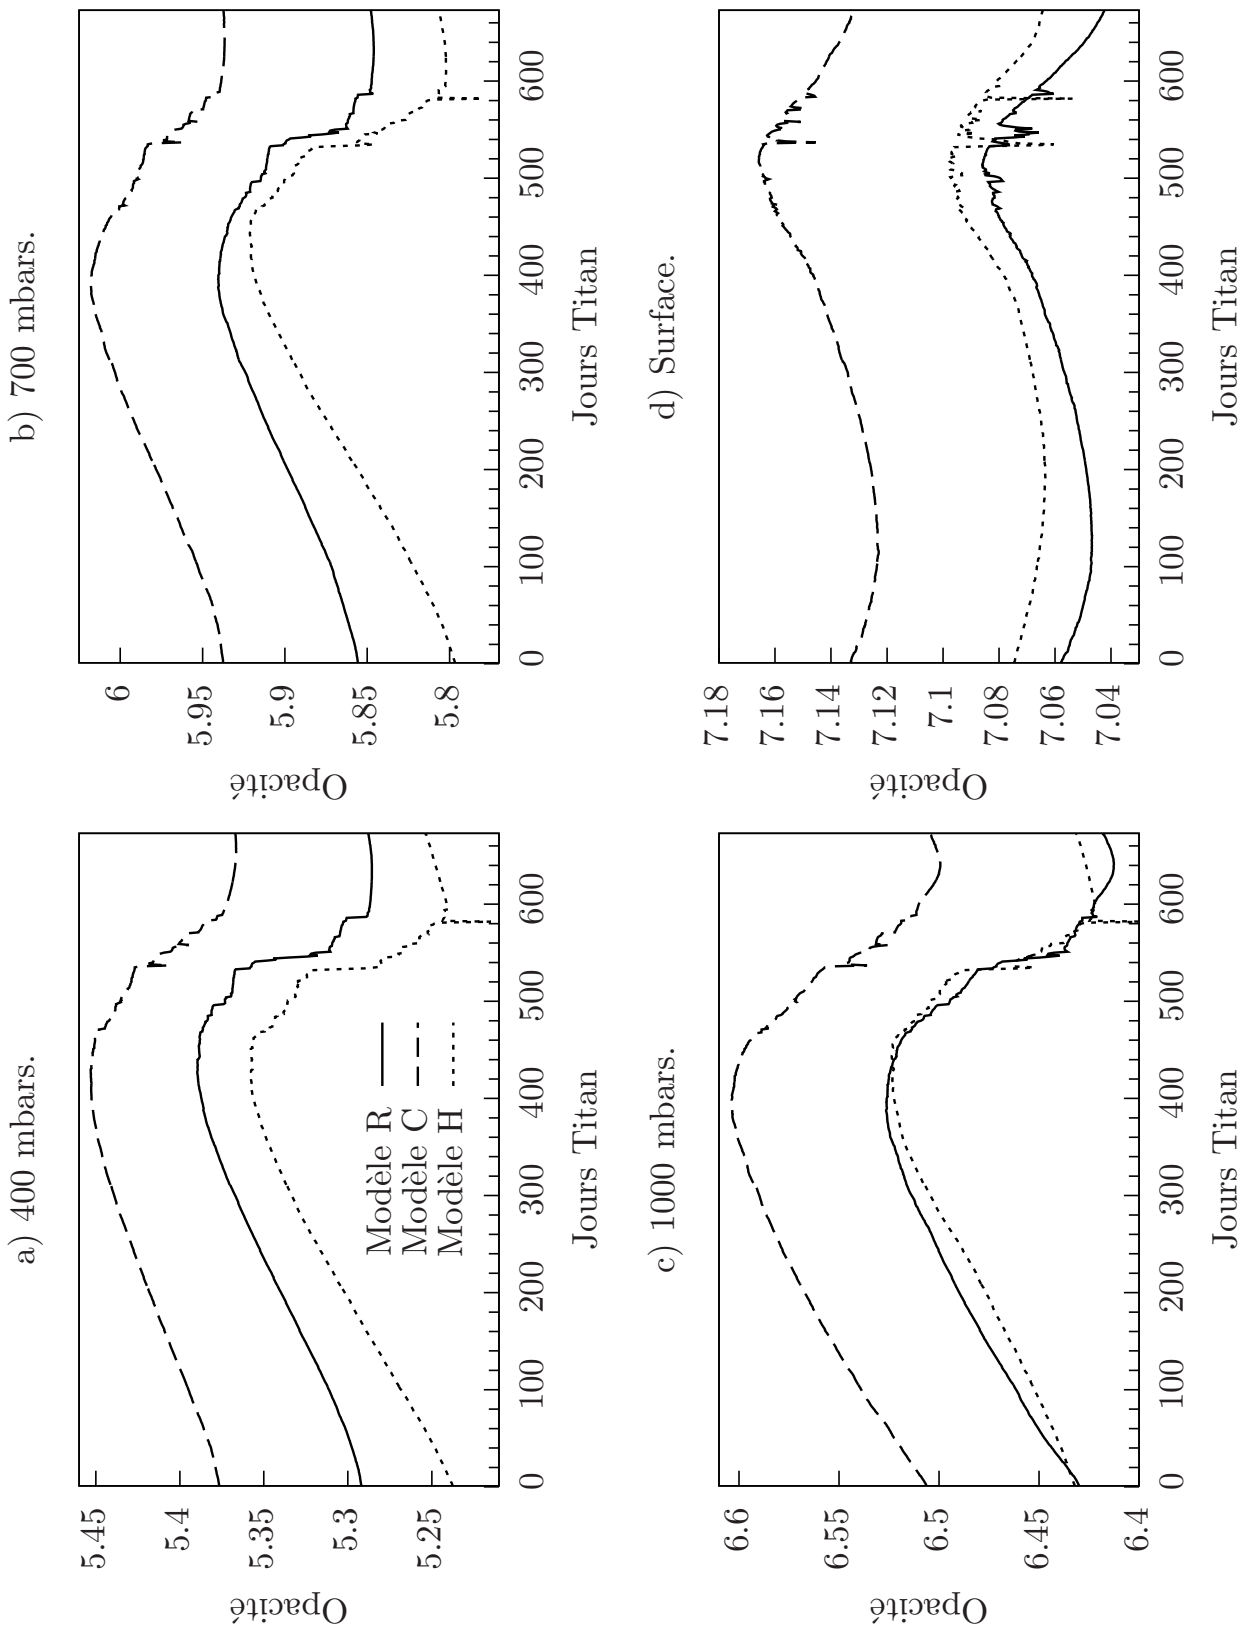 a) 400 mbars.
Opacité
5.45
5.4
5.35
5.3
5.25
0 100 200 300 400 500 600
Jours Titan
Modèle R
Modèle C
Modèle H
b) 700 mbars.
Opacité
6
5.95
5.9
5.85
5.8
0 100 200 300 400 500 600
Jours Titan
c) 1000 mbars.
Opacité
6.6
6.55
6.5
6.45
6.4
0 100 200 300 400 500 600
Jours Titan
d) Surface.
Opacité
7.18
7.16
7.14
7.12
7.1
7.08
7.06
7.04
0 100 200 300 400 500 600
Jours Titan